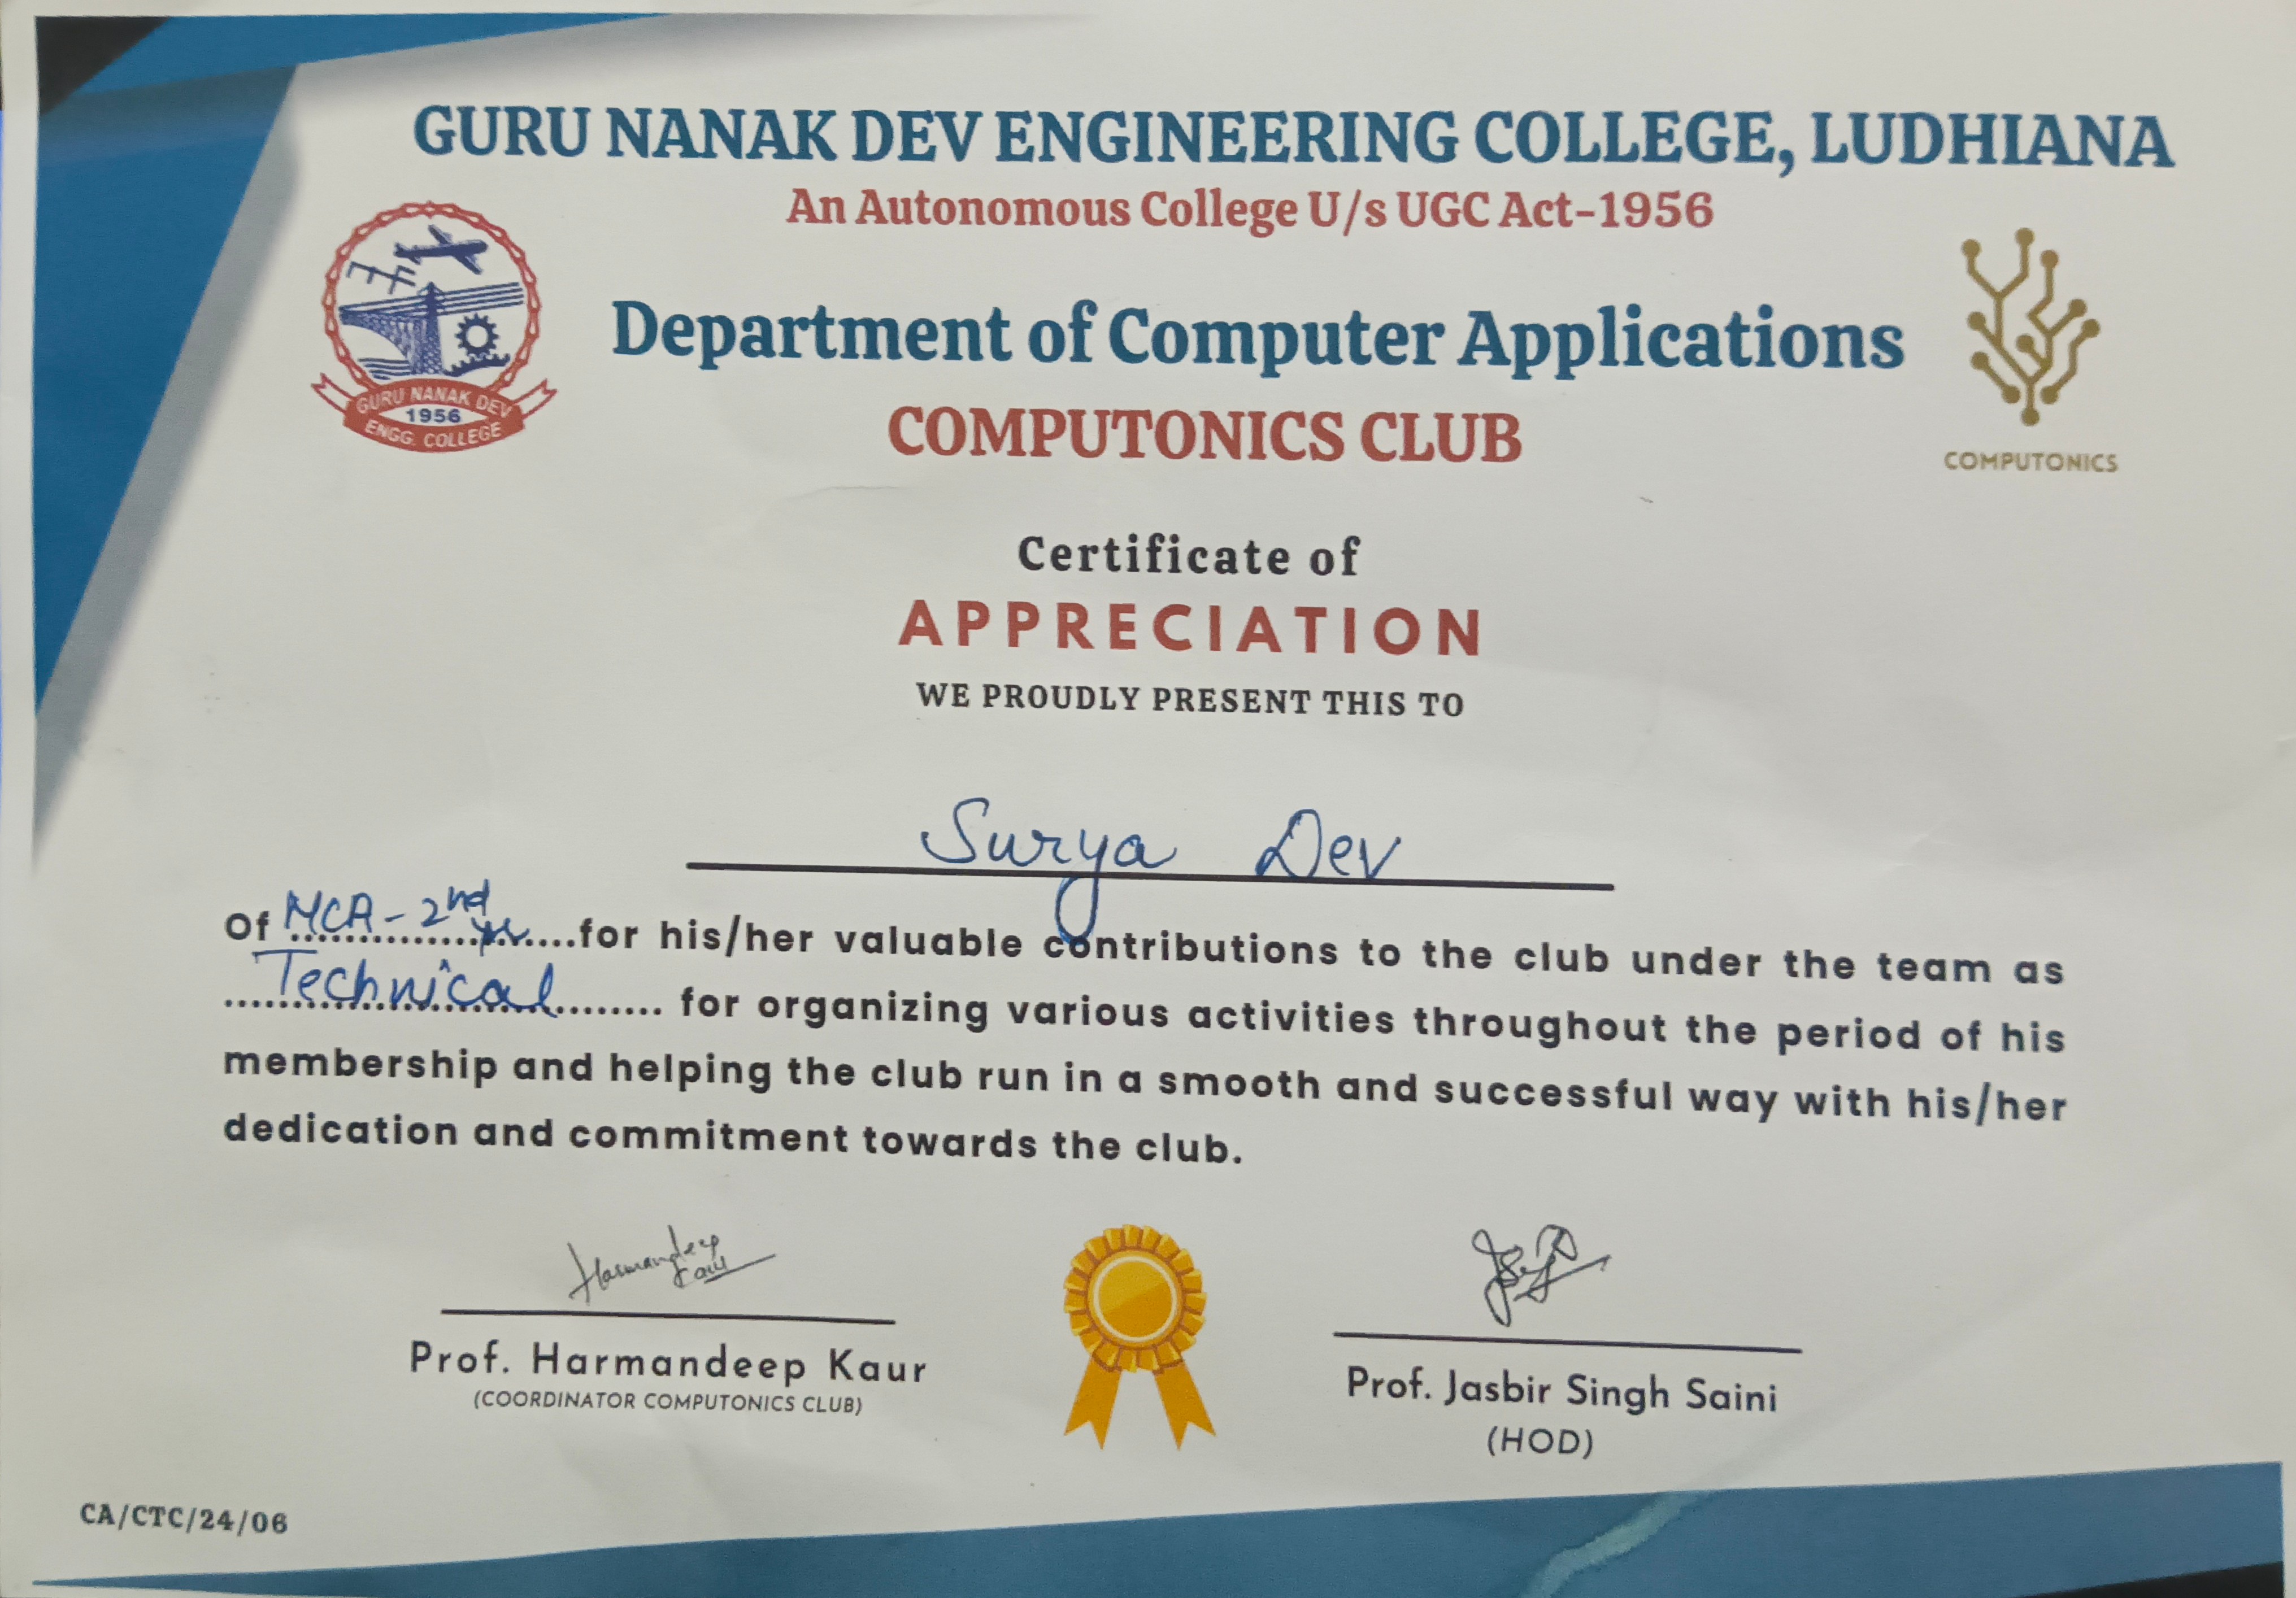 GURU NANAK DEV ENGINEERING COLLEGE, LUDHIANA
An Autonomous College U/s UGC Act-1956
Department of Computer Applications
COMPUTONICS CLUB
GURU NANAK DEV
1956
ENGG. COLLEGE
COMPUTONICS
Certificate of
APPRECIATION
WE PROUDLY PRESENT THIS TO
Surya Dev
Of MCA - 2nd yr for his/her valuable contributions to the club under the team as
Technical for organizing various activities throughout the period of his
membership and helping the club run in a smooth and successful way with his/her
dedication and commitment towards the club.
Harmandeep
Kaur
Prof. Harmandeep Kaur
(COORDINATOR COMPUTONICS CLUB)
Prof. Jasbir Singh Saini
(HOD)
CA/CTC/24/06